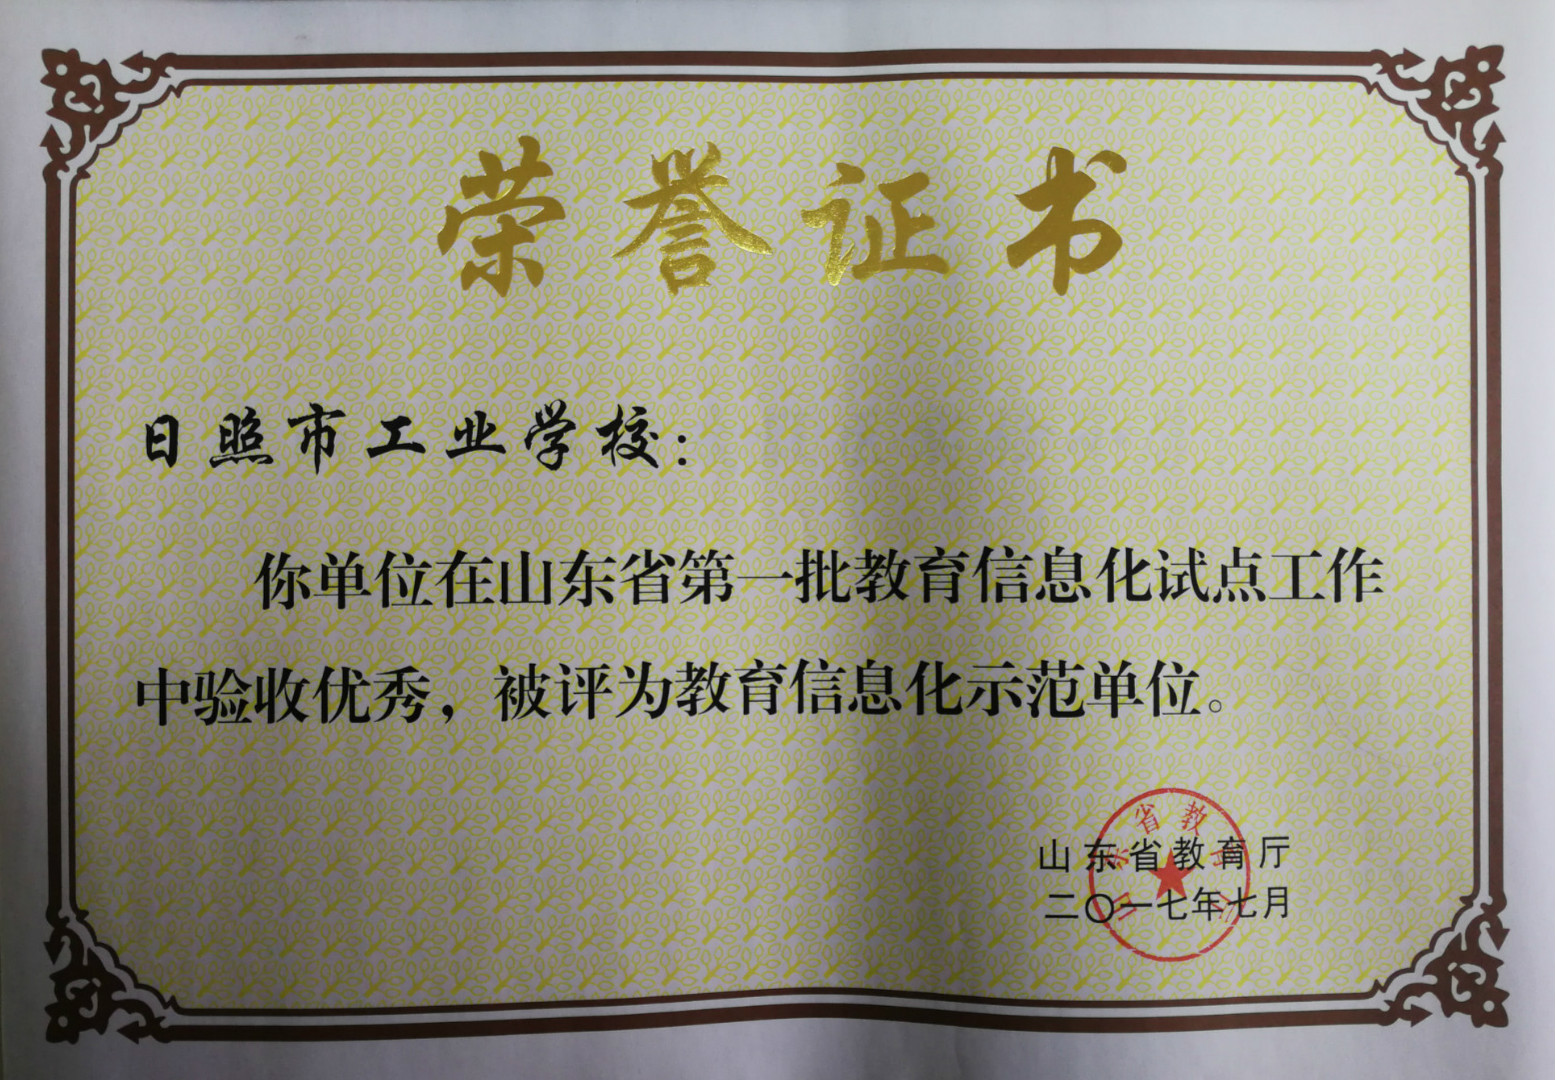 荣誉证书
日照市工业学校：
你单位在山东省第一批教育信息化试点工作
中验收优秀，被评为教育信息化示范单位。
山东省教育厅
二〇一七年七月